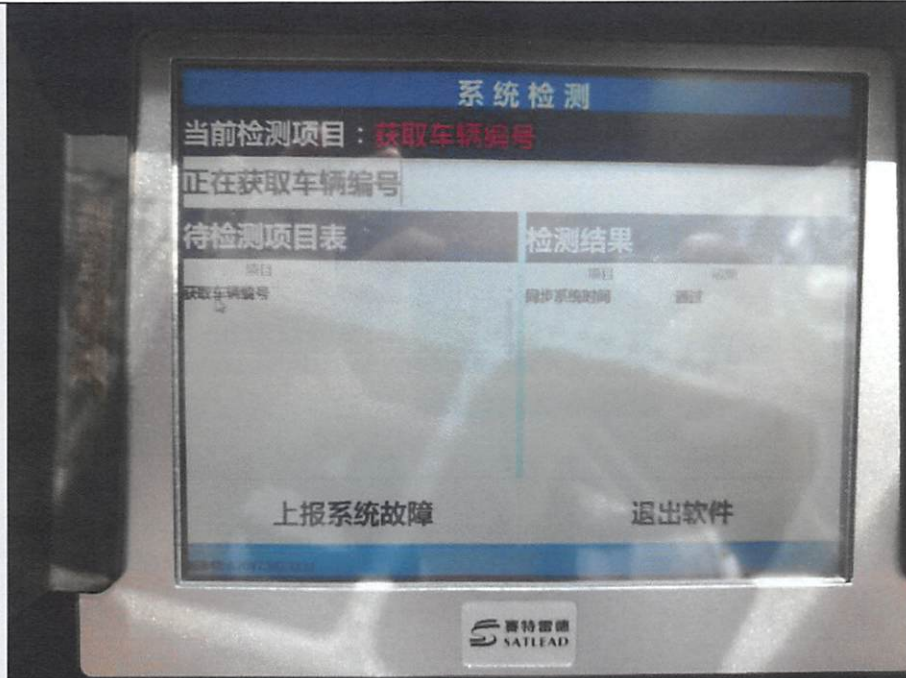 系统检测
当前检测项目：获取车辆编号
正在获取车辆编号
待检测项目表
检测结果
项目
项目
结果
获取车辆编号
同步系统时间
通过
上报系统故障
退出软件
赛特雷德
SATLEAD